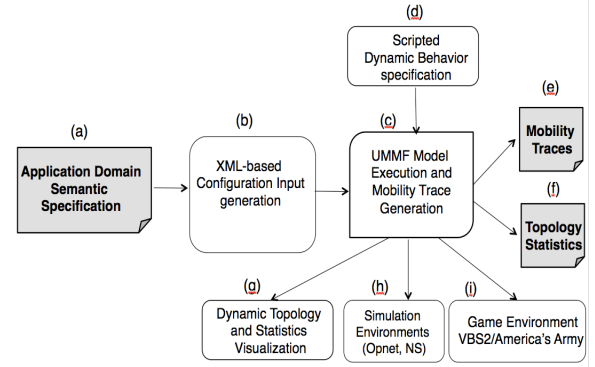 (d)
Scripted
Dynamic Behavior
specification
(a)
Application Domain
Semantic
Specification
(b)
XML-based
Configuration Input
generation
(c)
UMMF Model
Execution and
Mobility Trace
Generation
(e)
Mobility
Traces
(f)
Topology
Statistics
(g)
Dynamic Topology
and Statistics
Visualization
(h)
Simulation
Environments
(Opnet, NS)
(i)
Game Environment
VBS2/America's Army